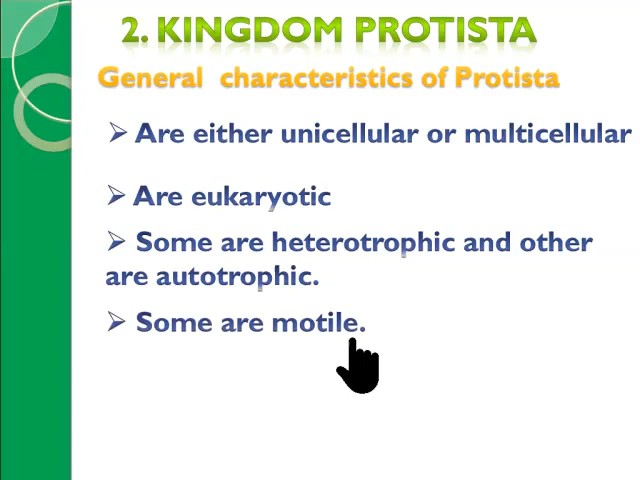 2. KINGDOM PROTISTA
General characteristics of Protista
➢ Are either unicellular or multicellular
➢ Are eukaryotic
➢ Some are heterotrophic and other
are autotrophic.
➢ Some are motile.